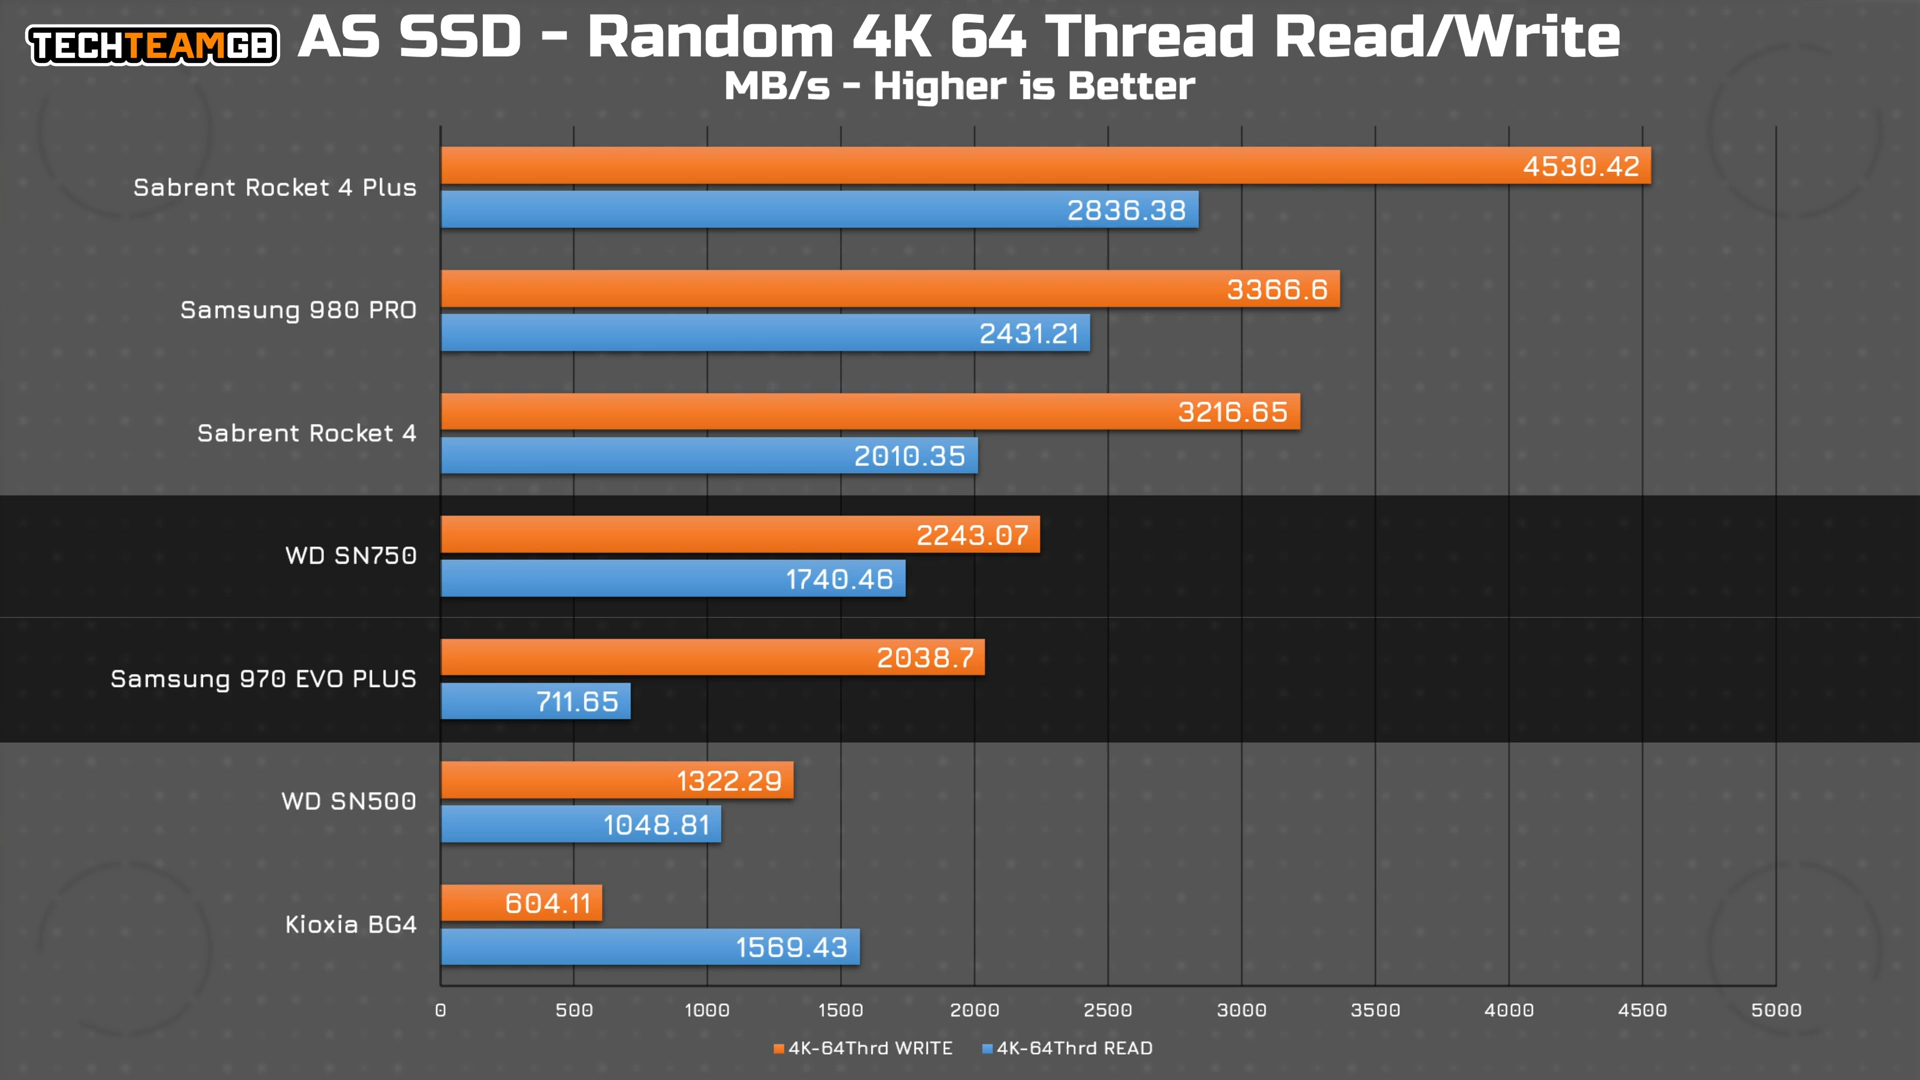 TECHTEAMGB
AS SSD - Random 4K 64 Thread Read/Write
MB/s - Higher is Better
Sabrent Rocket 4 Plus
4530.42
2836.38
Samsung 980 PRO
3366.6
2431.21
Sabrent Rocket 4
3216.65
2010.35
WD SN750
2243.07
1740.46
Samsung 970 EVO PLUS
2038.7
711.65
WD SN500
1322.29
1048.81
Kioxia BG4
604.11
1569.43
0 500 1000 1500 2000 2500 3000 3500 4000 4500 5000
4K-64Thrd WRITE 4K-64Thrd READ